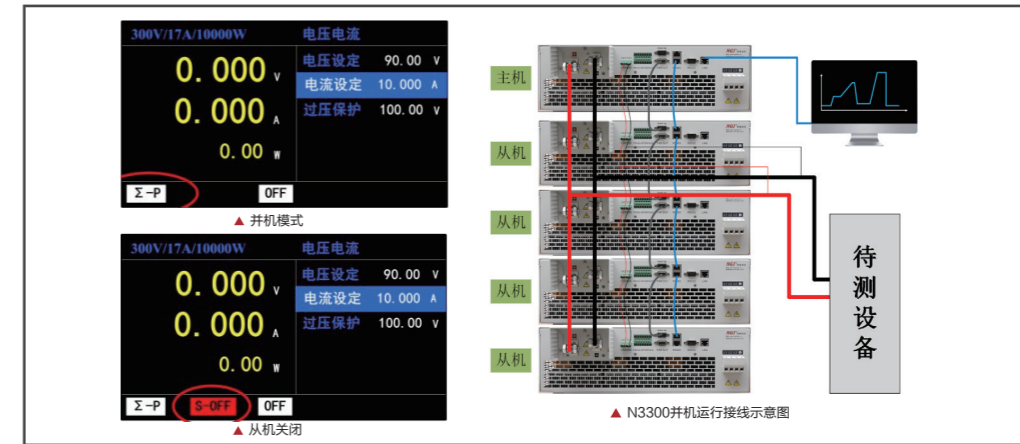 300V/17A/10000W 电压电流
0.000 V
电压设定 90.00 V
电流设定 10.000 A
0.000 A
过压保护 100.00 V
0.00 W
Σ-P OFF
▲ 并机模式
300V/17A/10000W 电压电流
0.000 V
电压设定 90.00 V
电流设定 10.000 A
0.000 A
过压保护 100.00 V
0.00 W
Σ-P S-OFF OFF
▲ 从机关闭
主机
从机
从机
从机
从机
待测设备
▲ N3300并机运行接线示意图